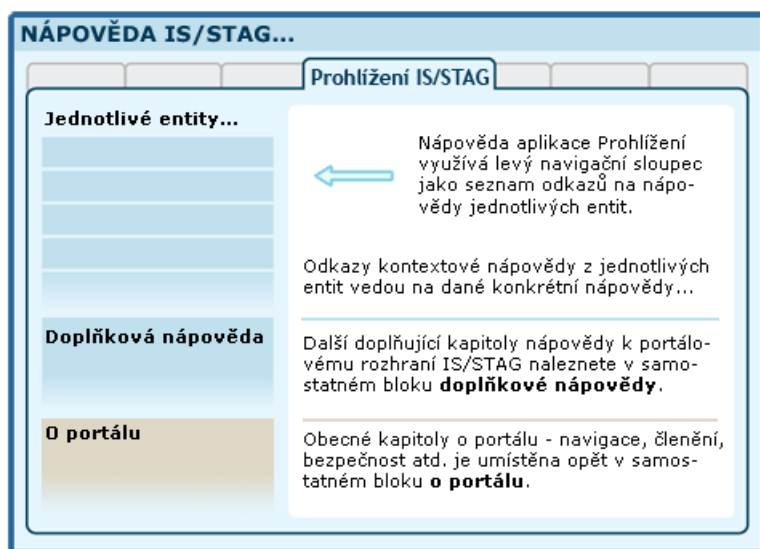 NÁPOVĚDA IS/STAG...
Prohlížení IS/STAG
Jednotlivé entity...
Nápověda aplikace Prohlížení
využívá levý navigační sloupec
jako seznam odkazů na nápo-
vědy jednotlivých entit.
Odkazy kontextové nápovědy z jednotlivých
entit vedou na dané konkrétní nápovědy...
Doplňková nápověda
Další doplňující kapitoly nápovědy k portálo-
vému rozhraní IS/STAG naleznete v samo-
statném bloku doplňkové nápovědy.
O portálu
Obecné kapitoly o portálu - navigace, členění,
bezpečnost atd. je umístěna opět v samos-
tatném bloku o portálu.